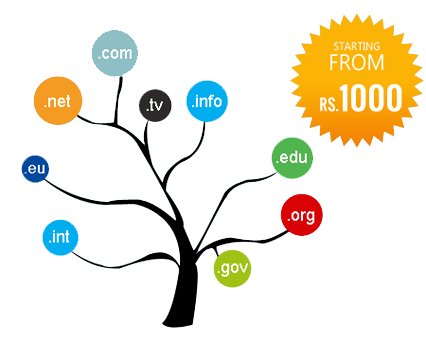 .com
STARTING
FROM
RS.1000
.net
.tv
.info
.eu
.edu
.int
.org
.gov